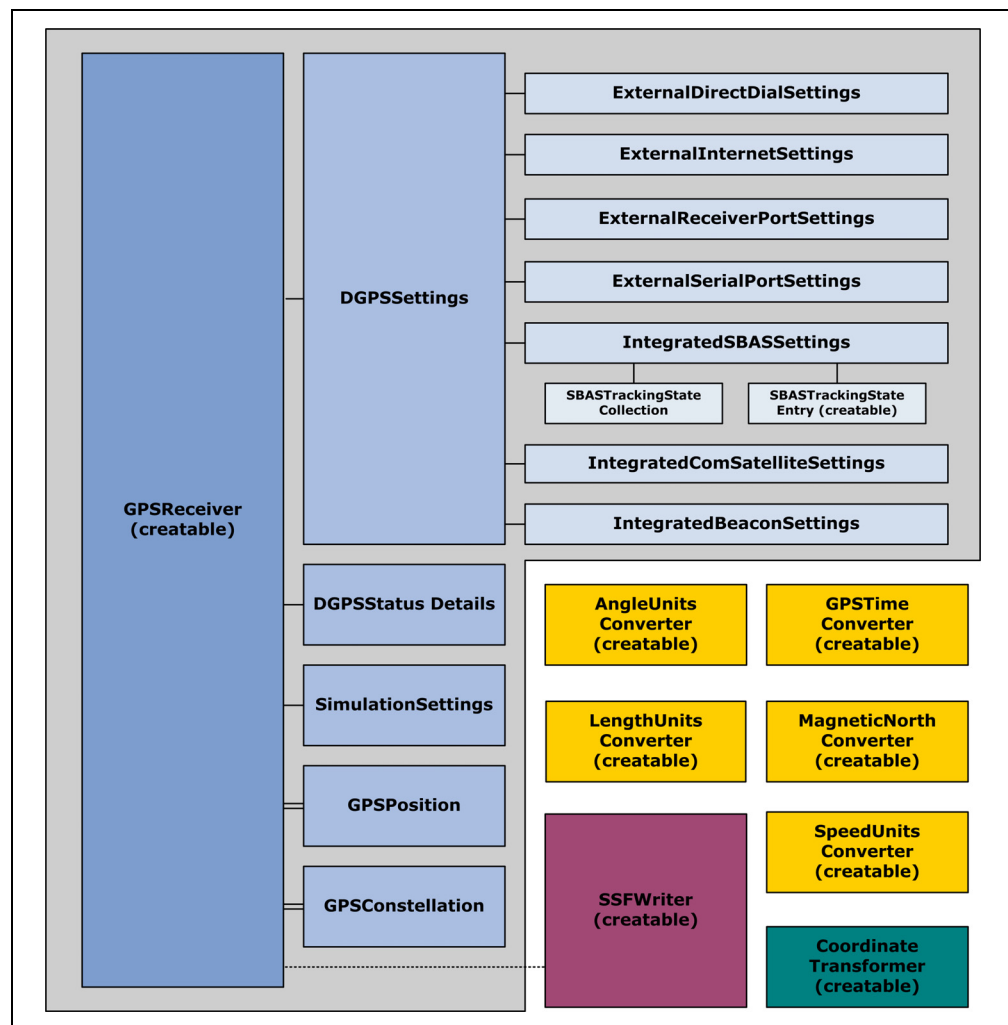 GPSReceiver
(creatable)
DGPSSettings
ExternalDirectDialSettings
ExternalInternetSettings
ExternalReceiverPortSettings
ExternalSerialPortSettings
IntegratedSBASSettings
SBASTrackingState
Collection
SBASTrackingState
Entry (creatable)
IntegratedComSatelliteSettings
IntegratedBeaconSettings
DGPSStatus Details
SimulationSettings
GPSPosition
GPSConstellation
AngleUnits
Converter
(creatable)
GPSTime
Converter
(creatable)
LengthUnits
Converter
(creatable)
MagneticNorth
Converter
(creatable)
SSFWriter
(creatable)
SpeedUnits
Converter
(creatable)
Coordinate
Transformer
(creatable)